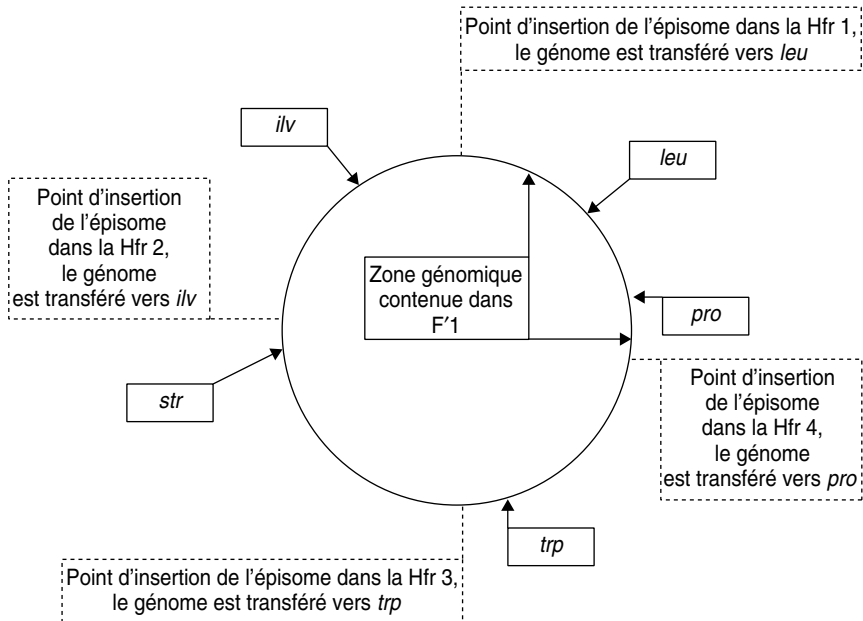 Point d'insertion de l'épisome dans la Hfr 1,
le génome est transféré vers leu
ilv
leu
Point d'insertion
de l'épisome
dans la Hfr 2,
le génome
est transféré vers ilv
Zone génomique
contenue dans
F′1
pro
str
Point d'insertion
de l'épisome
dans la Hfr 4,
le génome
est transféré vers pro
trp
Point d'insertion de l'épisome dans la Hfr 3,
le génome est transféré vers trp